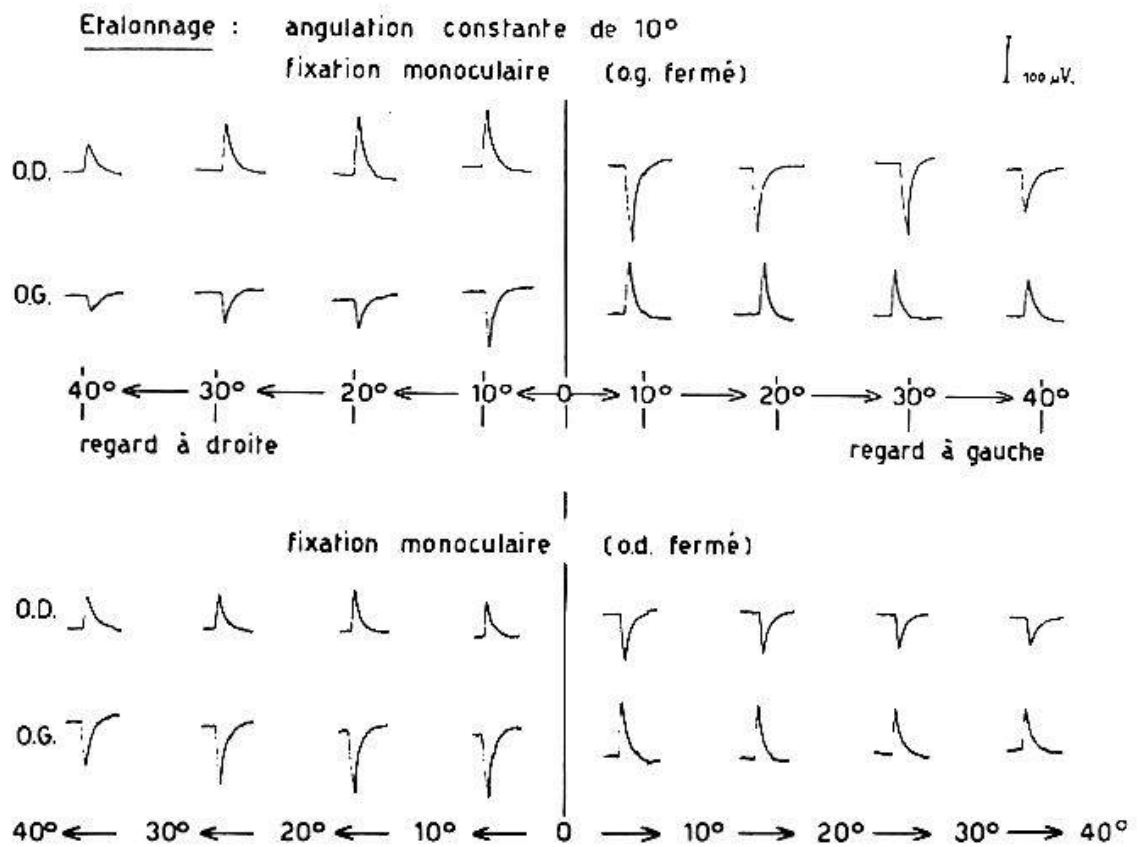 Etalonnage : angulation constante de 10°
fixation monoculaire (o.g. fermé)
100 µV.
O.D.
O.G.
40° ← 30° ← 20° ← 10° ← 0 → 10° → 20° → 30° → 40°
regard à droite regard à gauche
fixation monoculaire (o.d. fermé)
O.D.
O.G.
40° ← 30° ← 20° ← 10° ← 0 → 10° → 20° → 30° → 40°